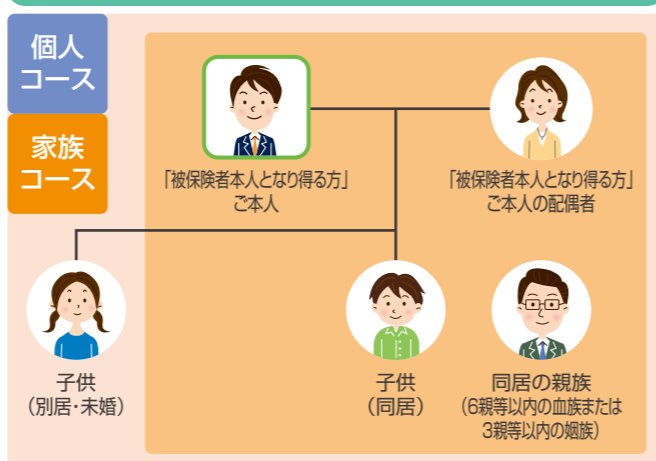 個人
コース
家族
コース
「被保険者本人となり得る方」
ご本人
「被保険者本人となり得る方」
ご本人の配偶者
子供
(別居・未婚)
子供
(同居)
同居の親族
(6親等以内の血族または
3親等以内の姻族)